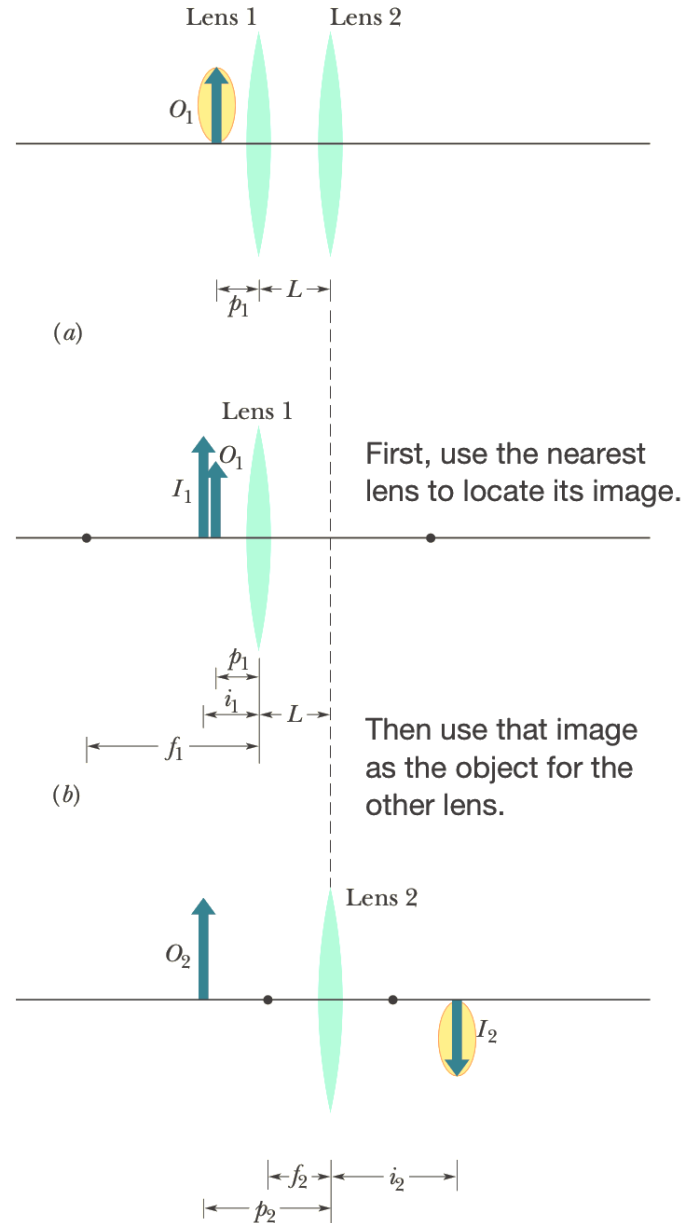 Lens 1 Lens 2
O₁
p₁ L
(a)
Lens 1
O₁
I₁
First, use the nearest
lens to locate its image.
p₁
i₁ L
f₁
Then use that image
as the object for the
other lens.
(b)
Lens 2
O₂
I₂
f₂ i₂
p₂